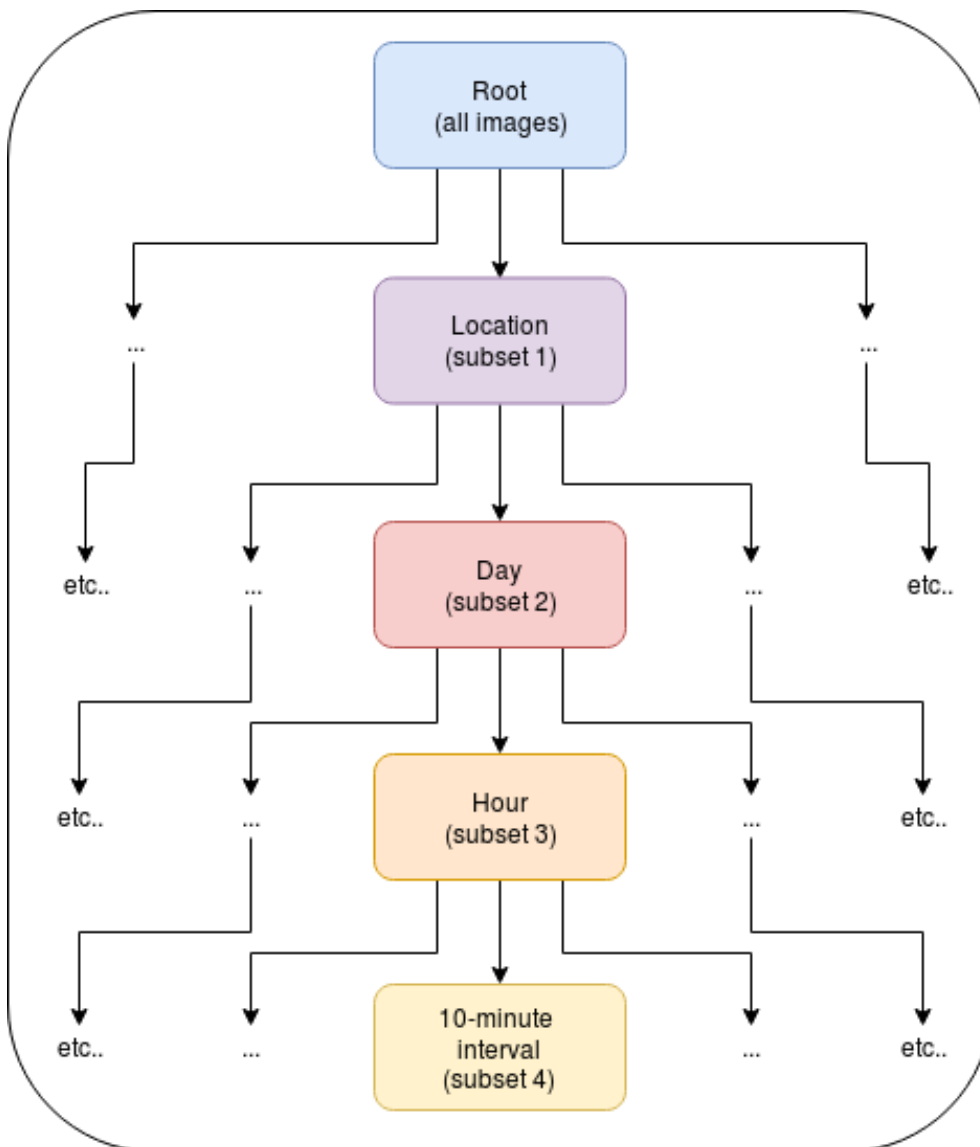 Root
(all images)
...
Location
(subset 1)
...
etc..
...
Day
(subset 2)
...
etc..
etc..
...
Hour
(subset 3)
...
etc..
etc..
...
10-minute
interval
(subset 4)
...
etc..